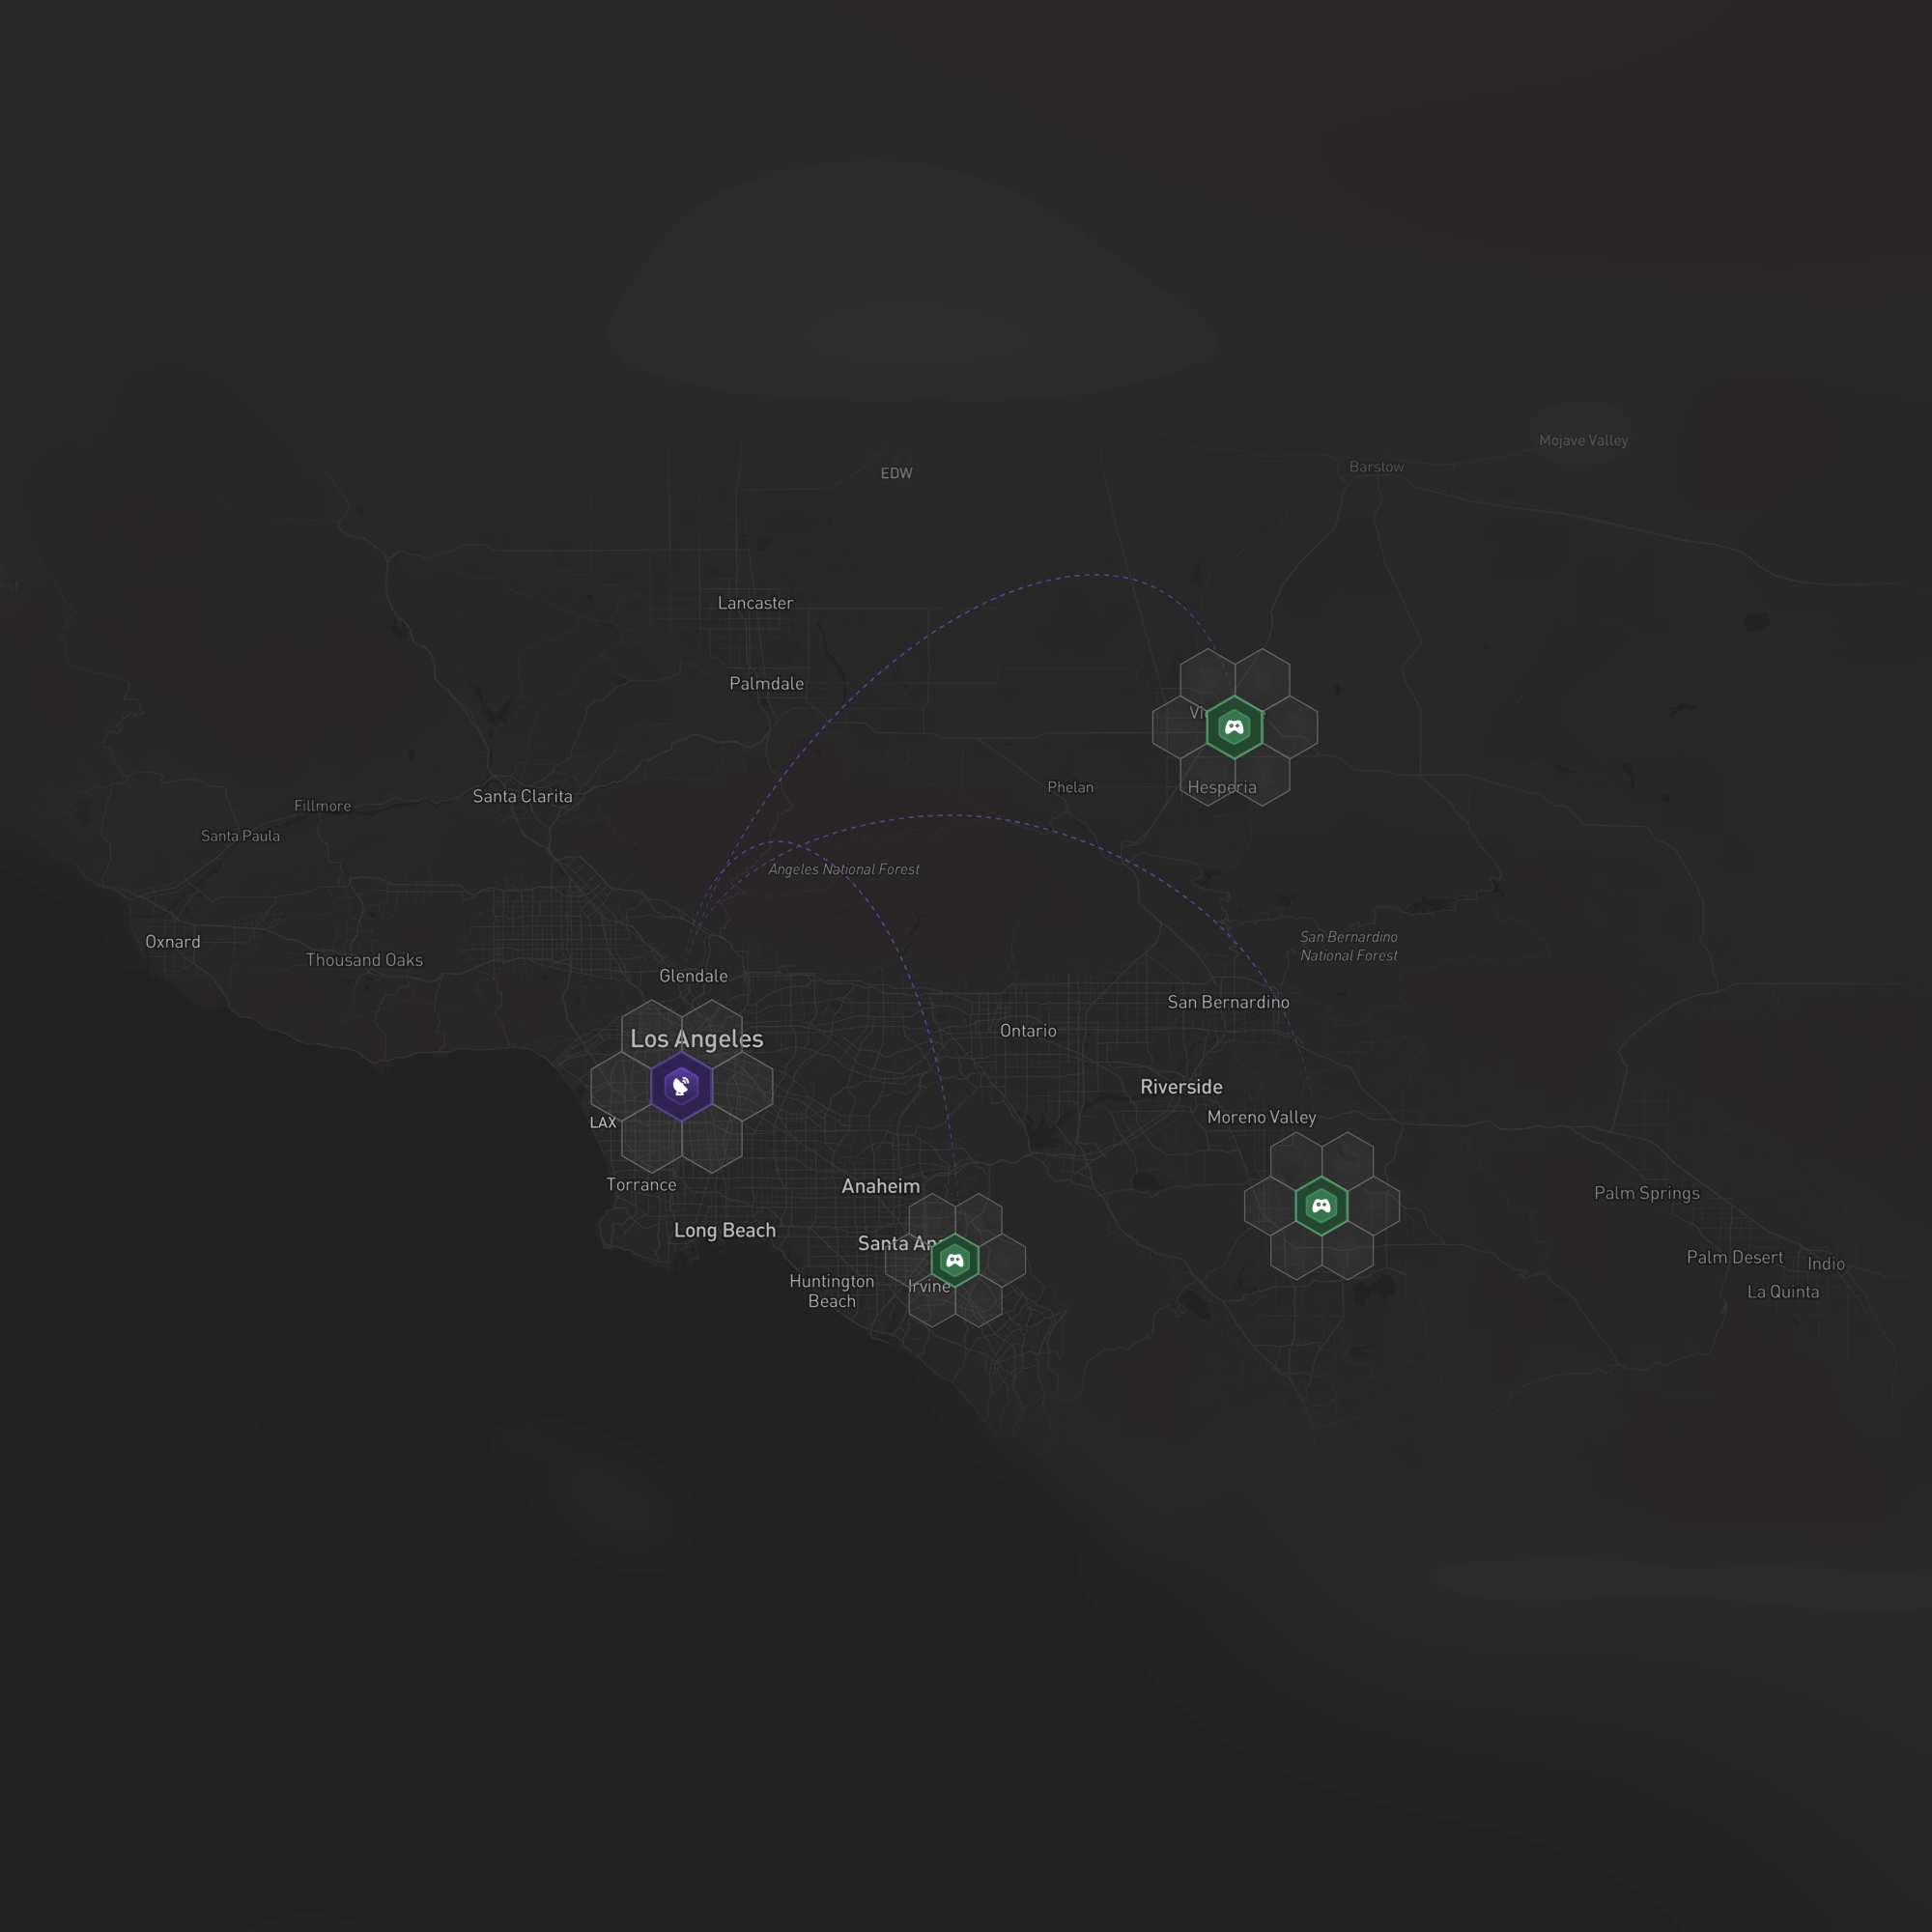 Mojave Valley
Barstow
EDW
Lancaster
Palmdale
Hesperia
Phelan
Santa Clarita
Fillmore
Santa Paula
Angeles National Forest
Oxnard
Thousand Oaks
San Bernardino
National Forest
Glendale
San Bernardino
Ontario
Los Angeles
Riverside
LAX
Moreno Valley
Torrance
Anaheim
Palm Springs
Long Beach
Santa Ana
Palm Desert
Indio
Huntington
Beach
Irvine
La Quinta